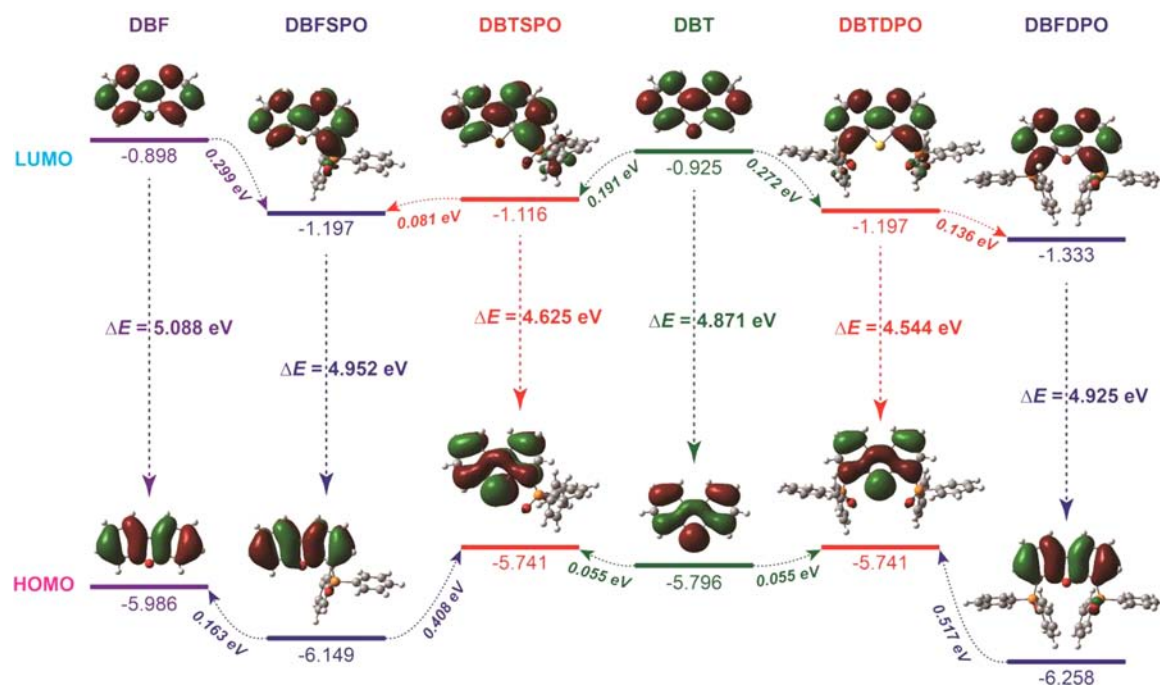 DBF DBFSPO DBTSPO DBT DBTDPO DBFDPO
LUMO
-0.898
0.299 eV
-1.197
0.081 eV
-1.116
0.191 eV
-0.925
0.272 eV
-1.197
0.136 eV
-1.333
ΔE = 5.088 eV
ΔE = 4.952 eV
ΔE = 4.625 eV
ΔE = 4.871 eV
ΔE = 4.544 eV
ΔE = 4.925 eV
HOMO
-5.986
0.163 eV
-6.149
0.408 eV
-5.741
0.055 eV
-5.796
0.055 eV
-5.741
0.517 eV
-6.258